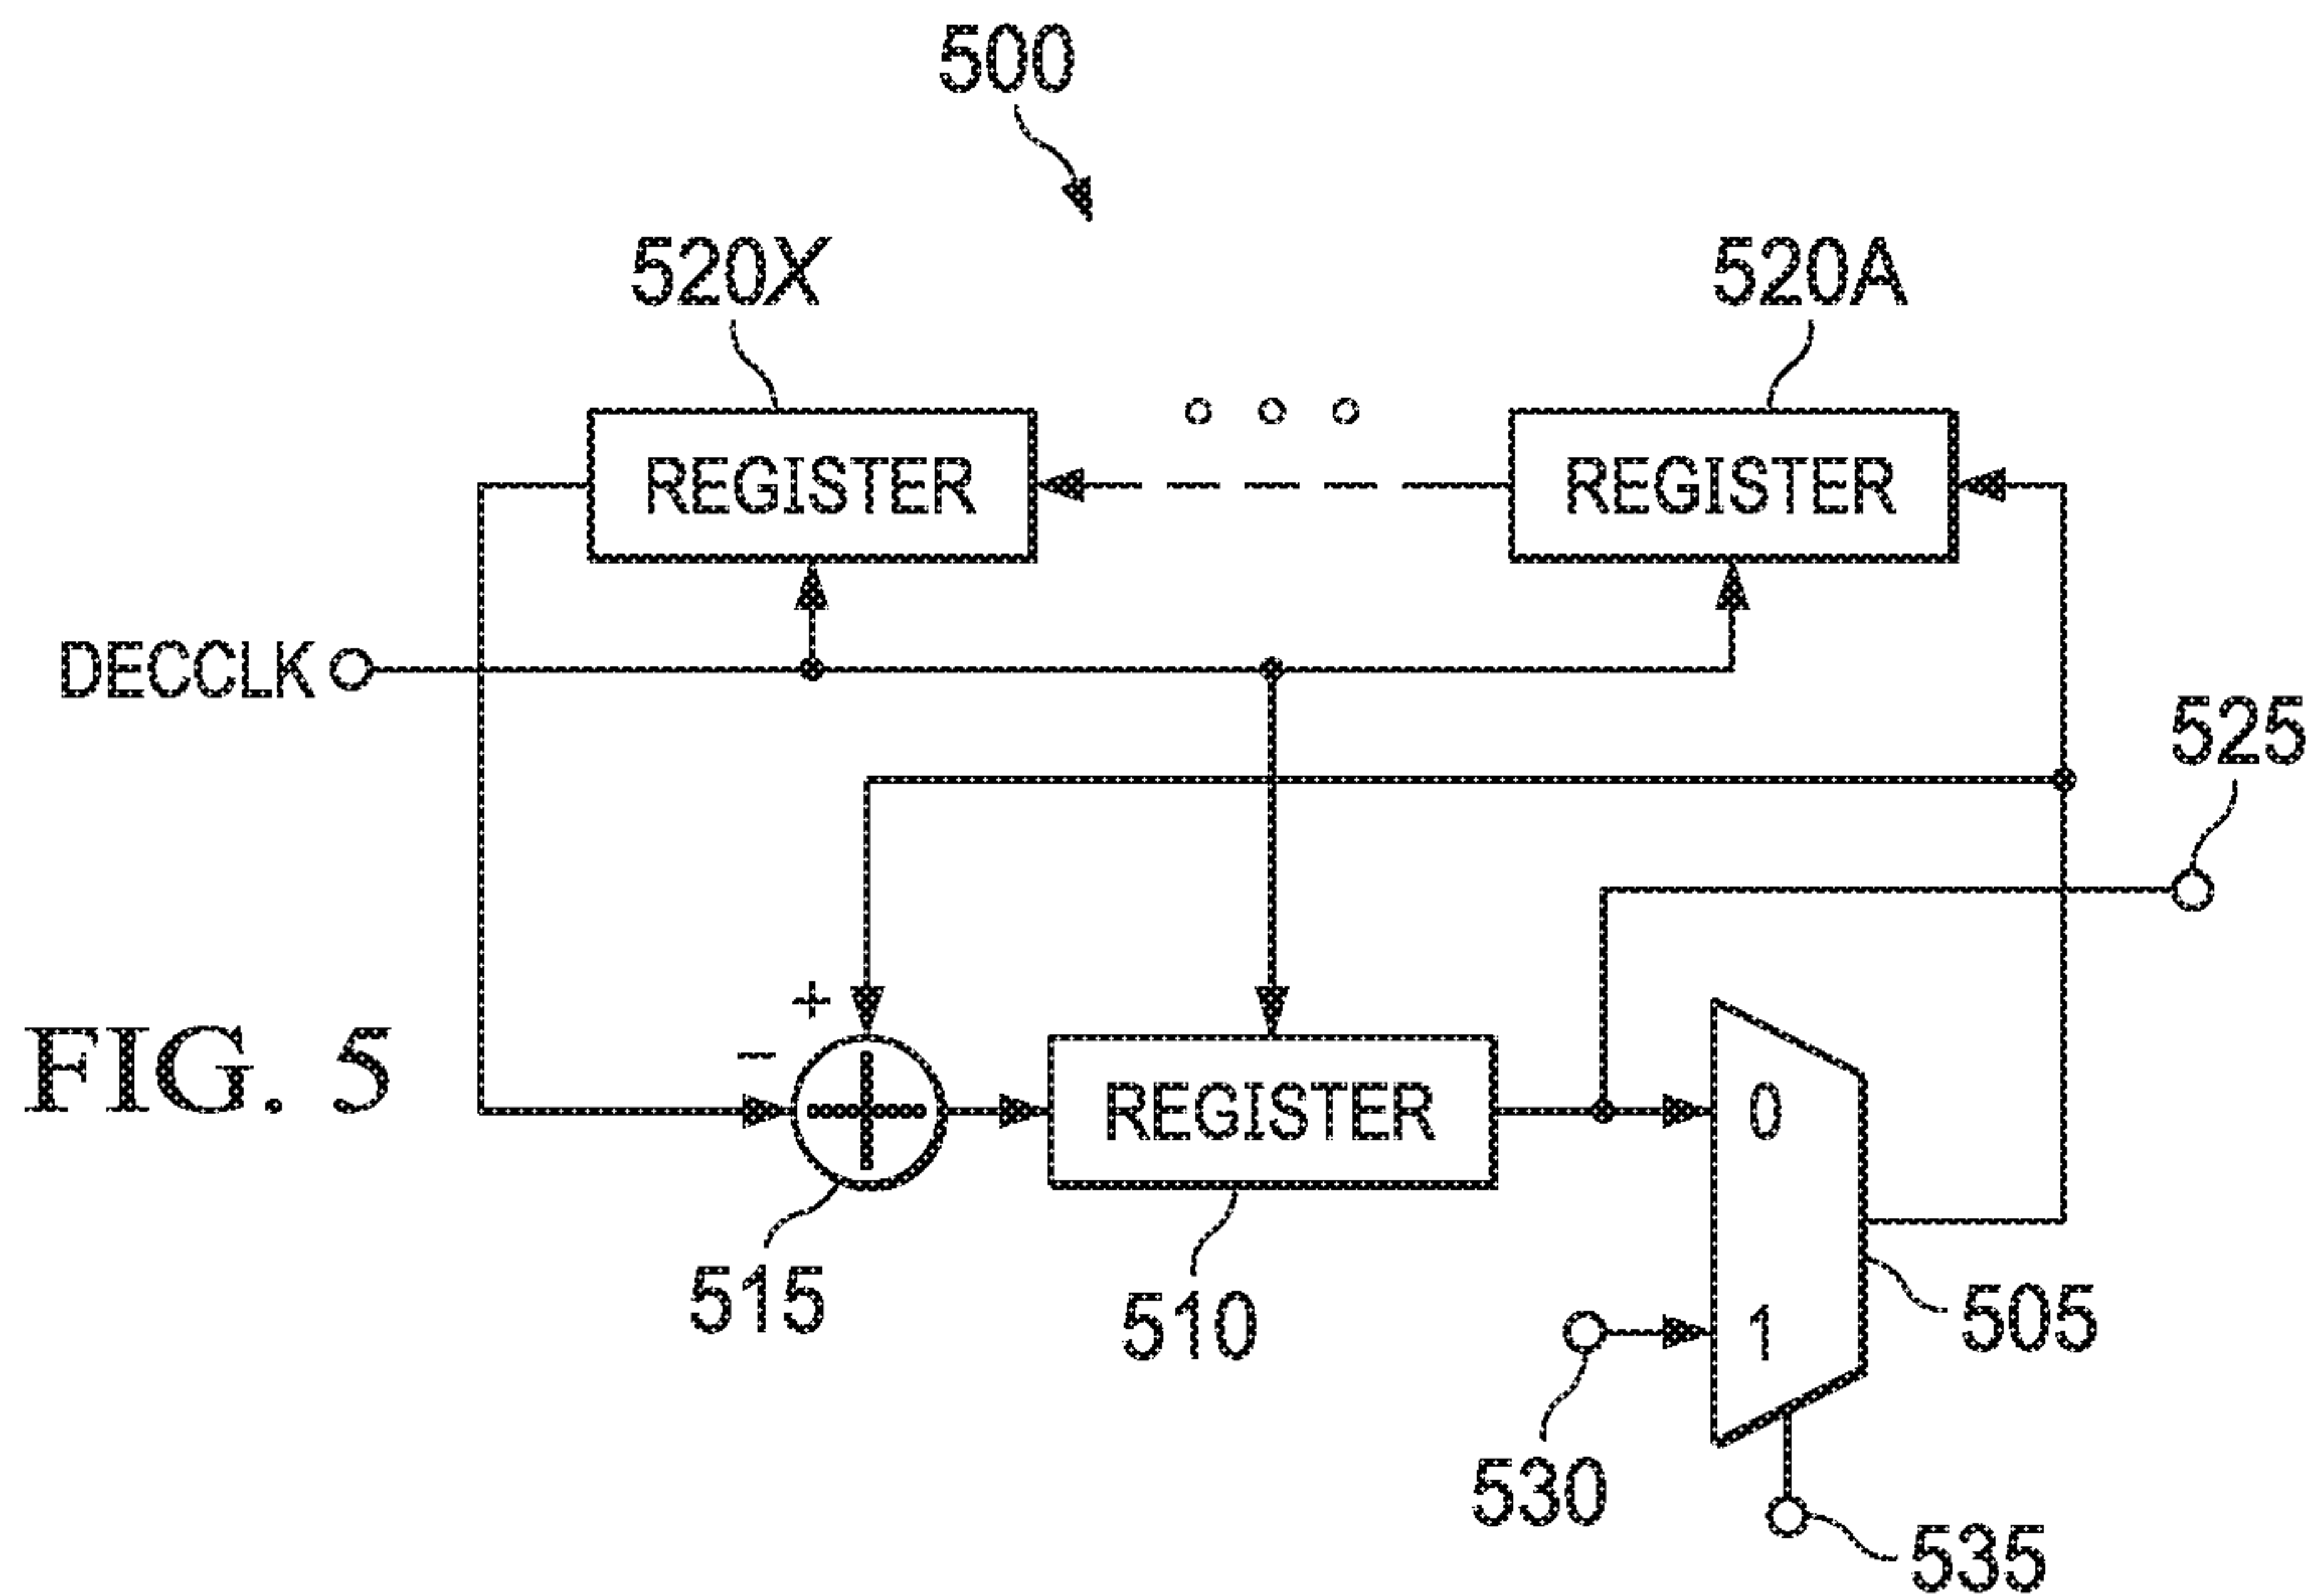 500
520X
520A
REGISTER
REGISTER
DECCLK
525
+
−
FIG. 5
REGISTER
0
515
510
1
505
530
535